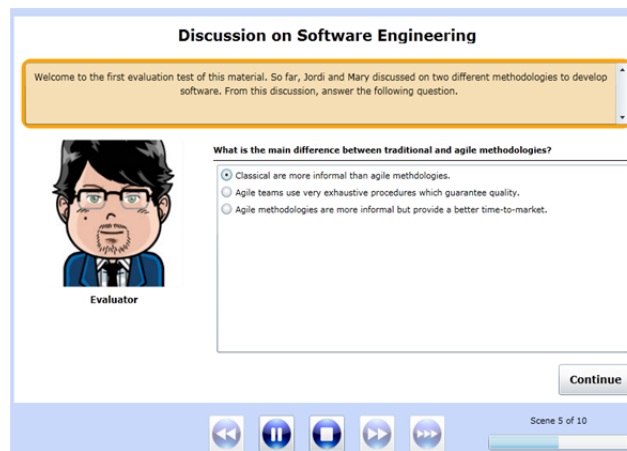 Discussion on Software Engineering
Welcome to the first evaluation test of this material. So far, Jordi and Mary discussed on two different methodologies to develop
software. From this discussion, answer the following question.
What is the main difference between traditional and agile methodologies?
Classical are more informal than agile methdologies.
Agile teams use very exhaustive procedures which guarantee quality.
Agile methodologies are more informal but provide a better time-to-market.
Evaluator
Continue
Scene 5 of 10